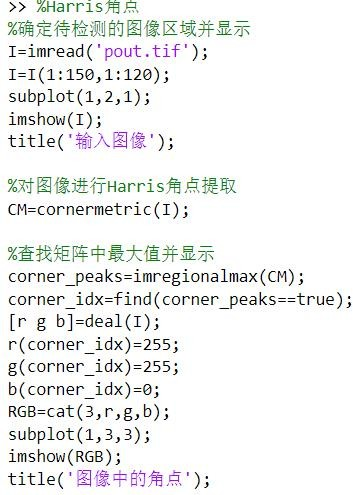 >> %Harris角点
%确定待检测的图像区域并显示
I=imread('pout.tif');
I=I(1:150,1:120);
subplot(1,2,1);
imshow(I);
title('输入图像');
%对图像进行Harris角点提取
CM=cornermetric(I);
%查找矩阵中最大值并显示
corner_peaks=imregionalmax(CM);
corner_idx=find(corner_peaks==true);
[r g b]=deal(I);
r(corner_idx)=255;
g(corner_idx)=255;
b(corner_idx)=0;
RGB=cat(3,r,g,b);
subplot(1,3,3);
imshow(RGB);
title('图像中的角点');